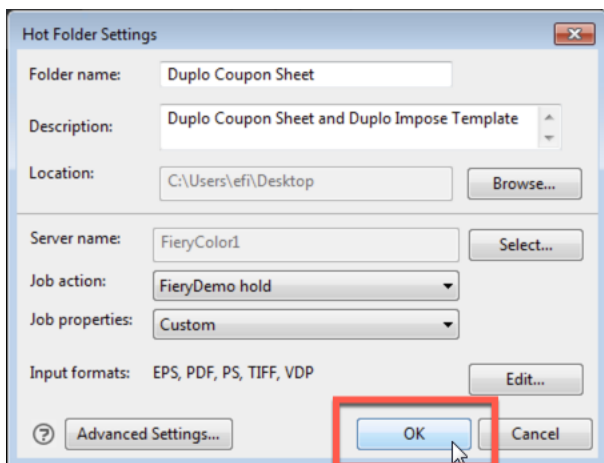 Hot Folder Settings
Folder name: Duplo Coupon Sheet
Description: Duplo Coupon Sheet and Duplo Impose Template
Location: C:\Users\efi\Desktop Browse...
Server name: FieryColor1 Select...
Job action: FieryDemo hold
Job properties: Custom
Input formats: EPS, PDF, PS, TIFF, VDP Edit...
? Advanced Settings... OK Cancel